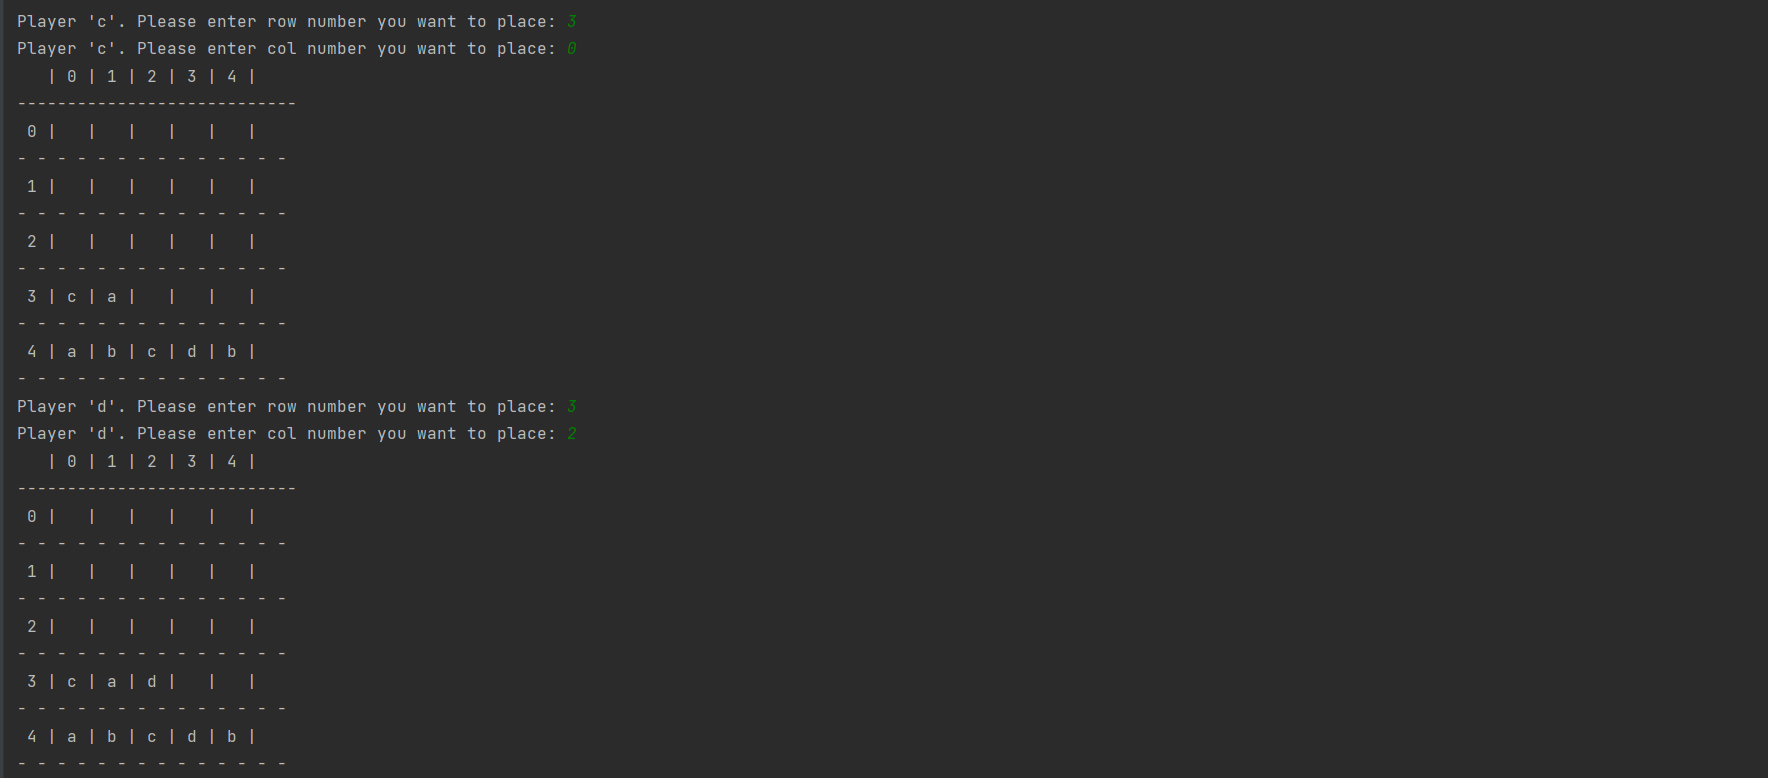 Player 'c'. Please enter row number you want to place: 3
Player 'c'. Please enter col number you want to place: 0
   | 0 | 1 | 2 | 3 | 4 |
----------------------------
 0 |   |   |   |   |   |
- - - - - - - - - - - - - -
 1 |   |   |   |   |   |
- - - - - - - - - - - - - -
 2 |   |   |   |   |   |
- - - - - - - - - - - - - -
 3 | c | a |   |   |   |
- - - - - - - - - - - - - -
 4 | a | b | c | d | b |
- - - - - - - - - - - - - -
Player 'd'. Please enter row number you want to place: 3
Player 'd'. Please enter col number you want to place: 2
   | 0 | 1 | 2 | 3 | 4 |
----------------------------
 0 |   |   |   |   |   |
- - - - - - - - - - - - - -
 1 |   |   |   |   |   |
- - - - - - - - - - - - - -
 2 |   |   |   |   |   |
- - - - - - - - - - - - - -
 3 | c | a | d |   |   |
- - - - - - - - - - - - - -
 4 | a | b | c | d | b |
- - - - - - - - - - - - - -